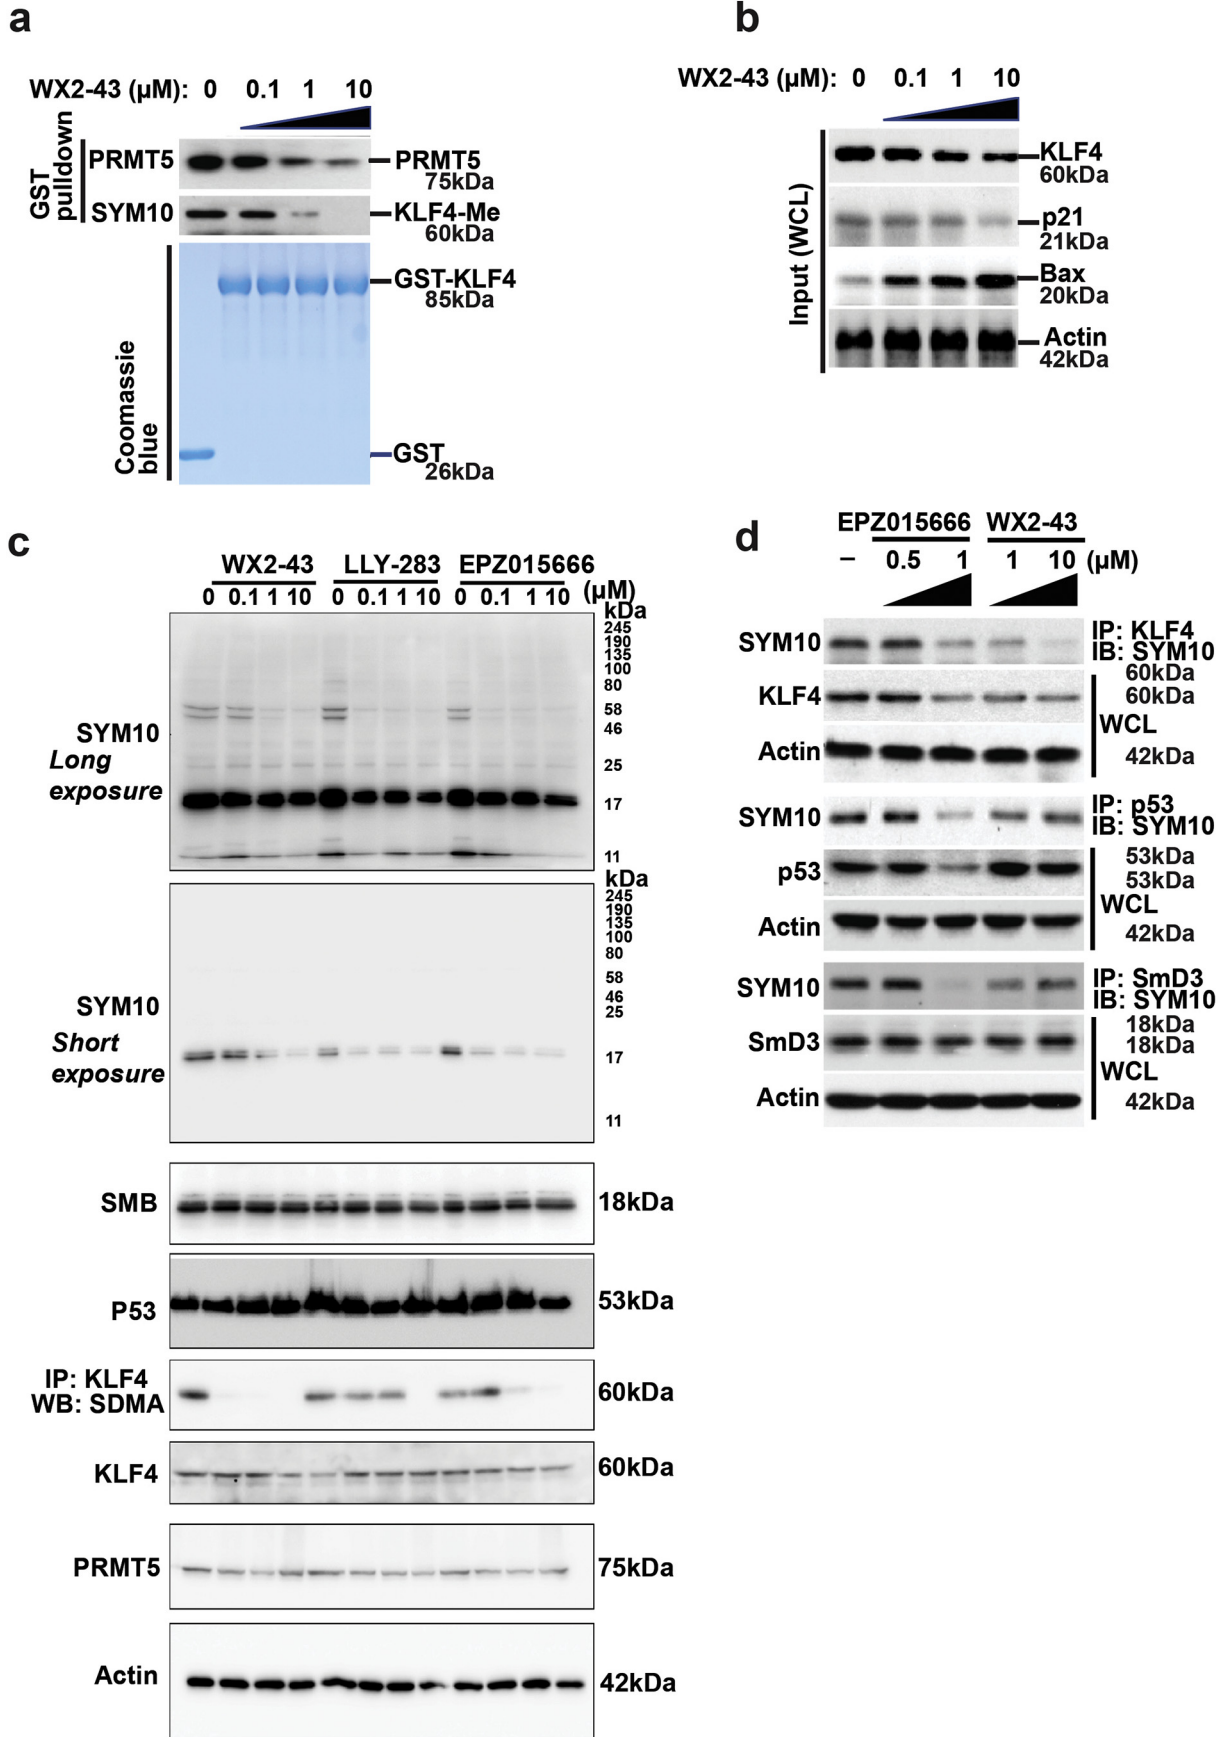 a
WX2-43 (µM): 0 0.1 1 10
GST
pulldown
PRMT5
PRMT5
75kDa
SYM10
KLF4-Me
60kDa
Coomassie
blue
GST-KLF4
85kDa
GST
26kDa
b
WX2-43 (µM): 0 0.1 1 10
Input (WCL)
KLF4
60kDa
p21
21kDa
Bax
20kDa
Actin
42kDa
c
WX2-43 LLY-283 EPZ015666
0 0.1 1 10 0 0.1 1 10 0 0.1 1 10 (µM)
kDa
245
190
135
100
80
58
46
25
17
11
SYM10
Long
exposure
kDa
245
190
135
100
80
58
46
25
17
11
SYM10
Short
exposure
SMB 18kDa
P53 53kDa
IP: KLF4
WB: SDMA 60kDa
KLF4 60kDa
PRMT5 75kDa
Actin 42kDa
d
EPZ015666 WX2-43
– 0.5 1 1 10 (µM)
SYM10
IP: KLF4
IB: SYM10
60kDa
KLF4
60kDa
WCL
Actin
42kDa
SYM10
IP: p53
IB: SYM10
53kDa
p53
53kDa
WCL
Actin
42kDa
SYM10
IP: SmD3
IB: SYM10
18kDa
SmD3
18kDa
WCL
Actin
42kDa